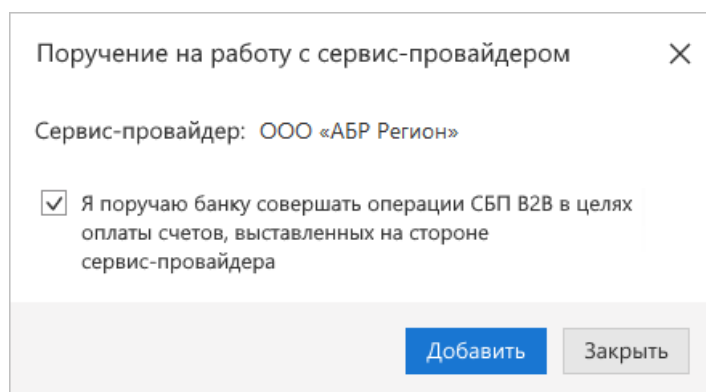 Поручение на работу с сервис-провайдером
Сервис-провайдер: ООО «АБР Регион»
Я поручаю банку совершать операции СБП B2B в целях
оплаты счетов, выставленных на стороне
сервис-провайдера
Добавить Закрыть